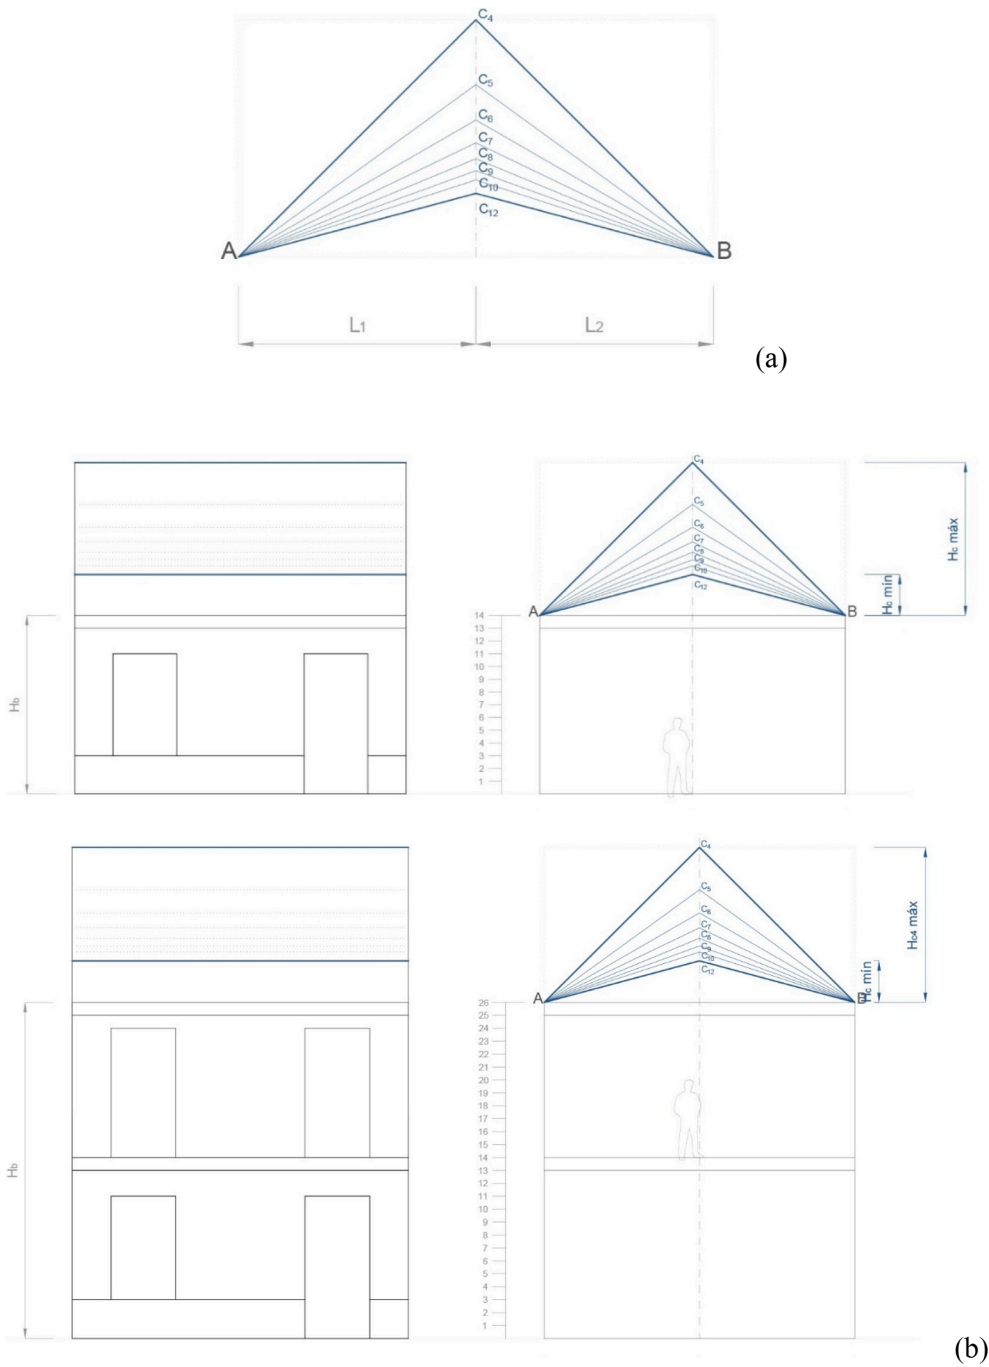 C4
C5
C6
C7
C8
C9
C10
C12
A B
L1 L2
(a)
C4
C5
C6
C7
C8
C9
C10
C12
A B
Hc máx
Hc mín
Hb
14
13
12
11
10
9
8
7
6
5
4
3
2
1
C4
C5
C6
C7
C8
C9
C10
C12
A B
Hc4 máx
Hc mín
Hb
26
25
24
23
22
21
20
19
18
17
16
15
14
13
12
11
10
9
8
7
6
5
4
3
2
1
(b)